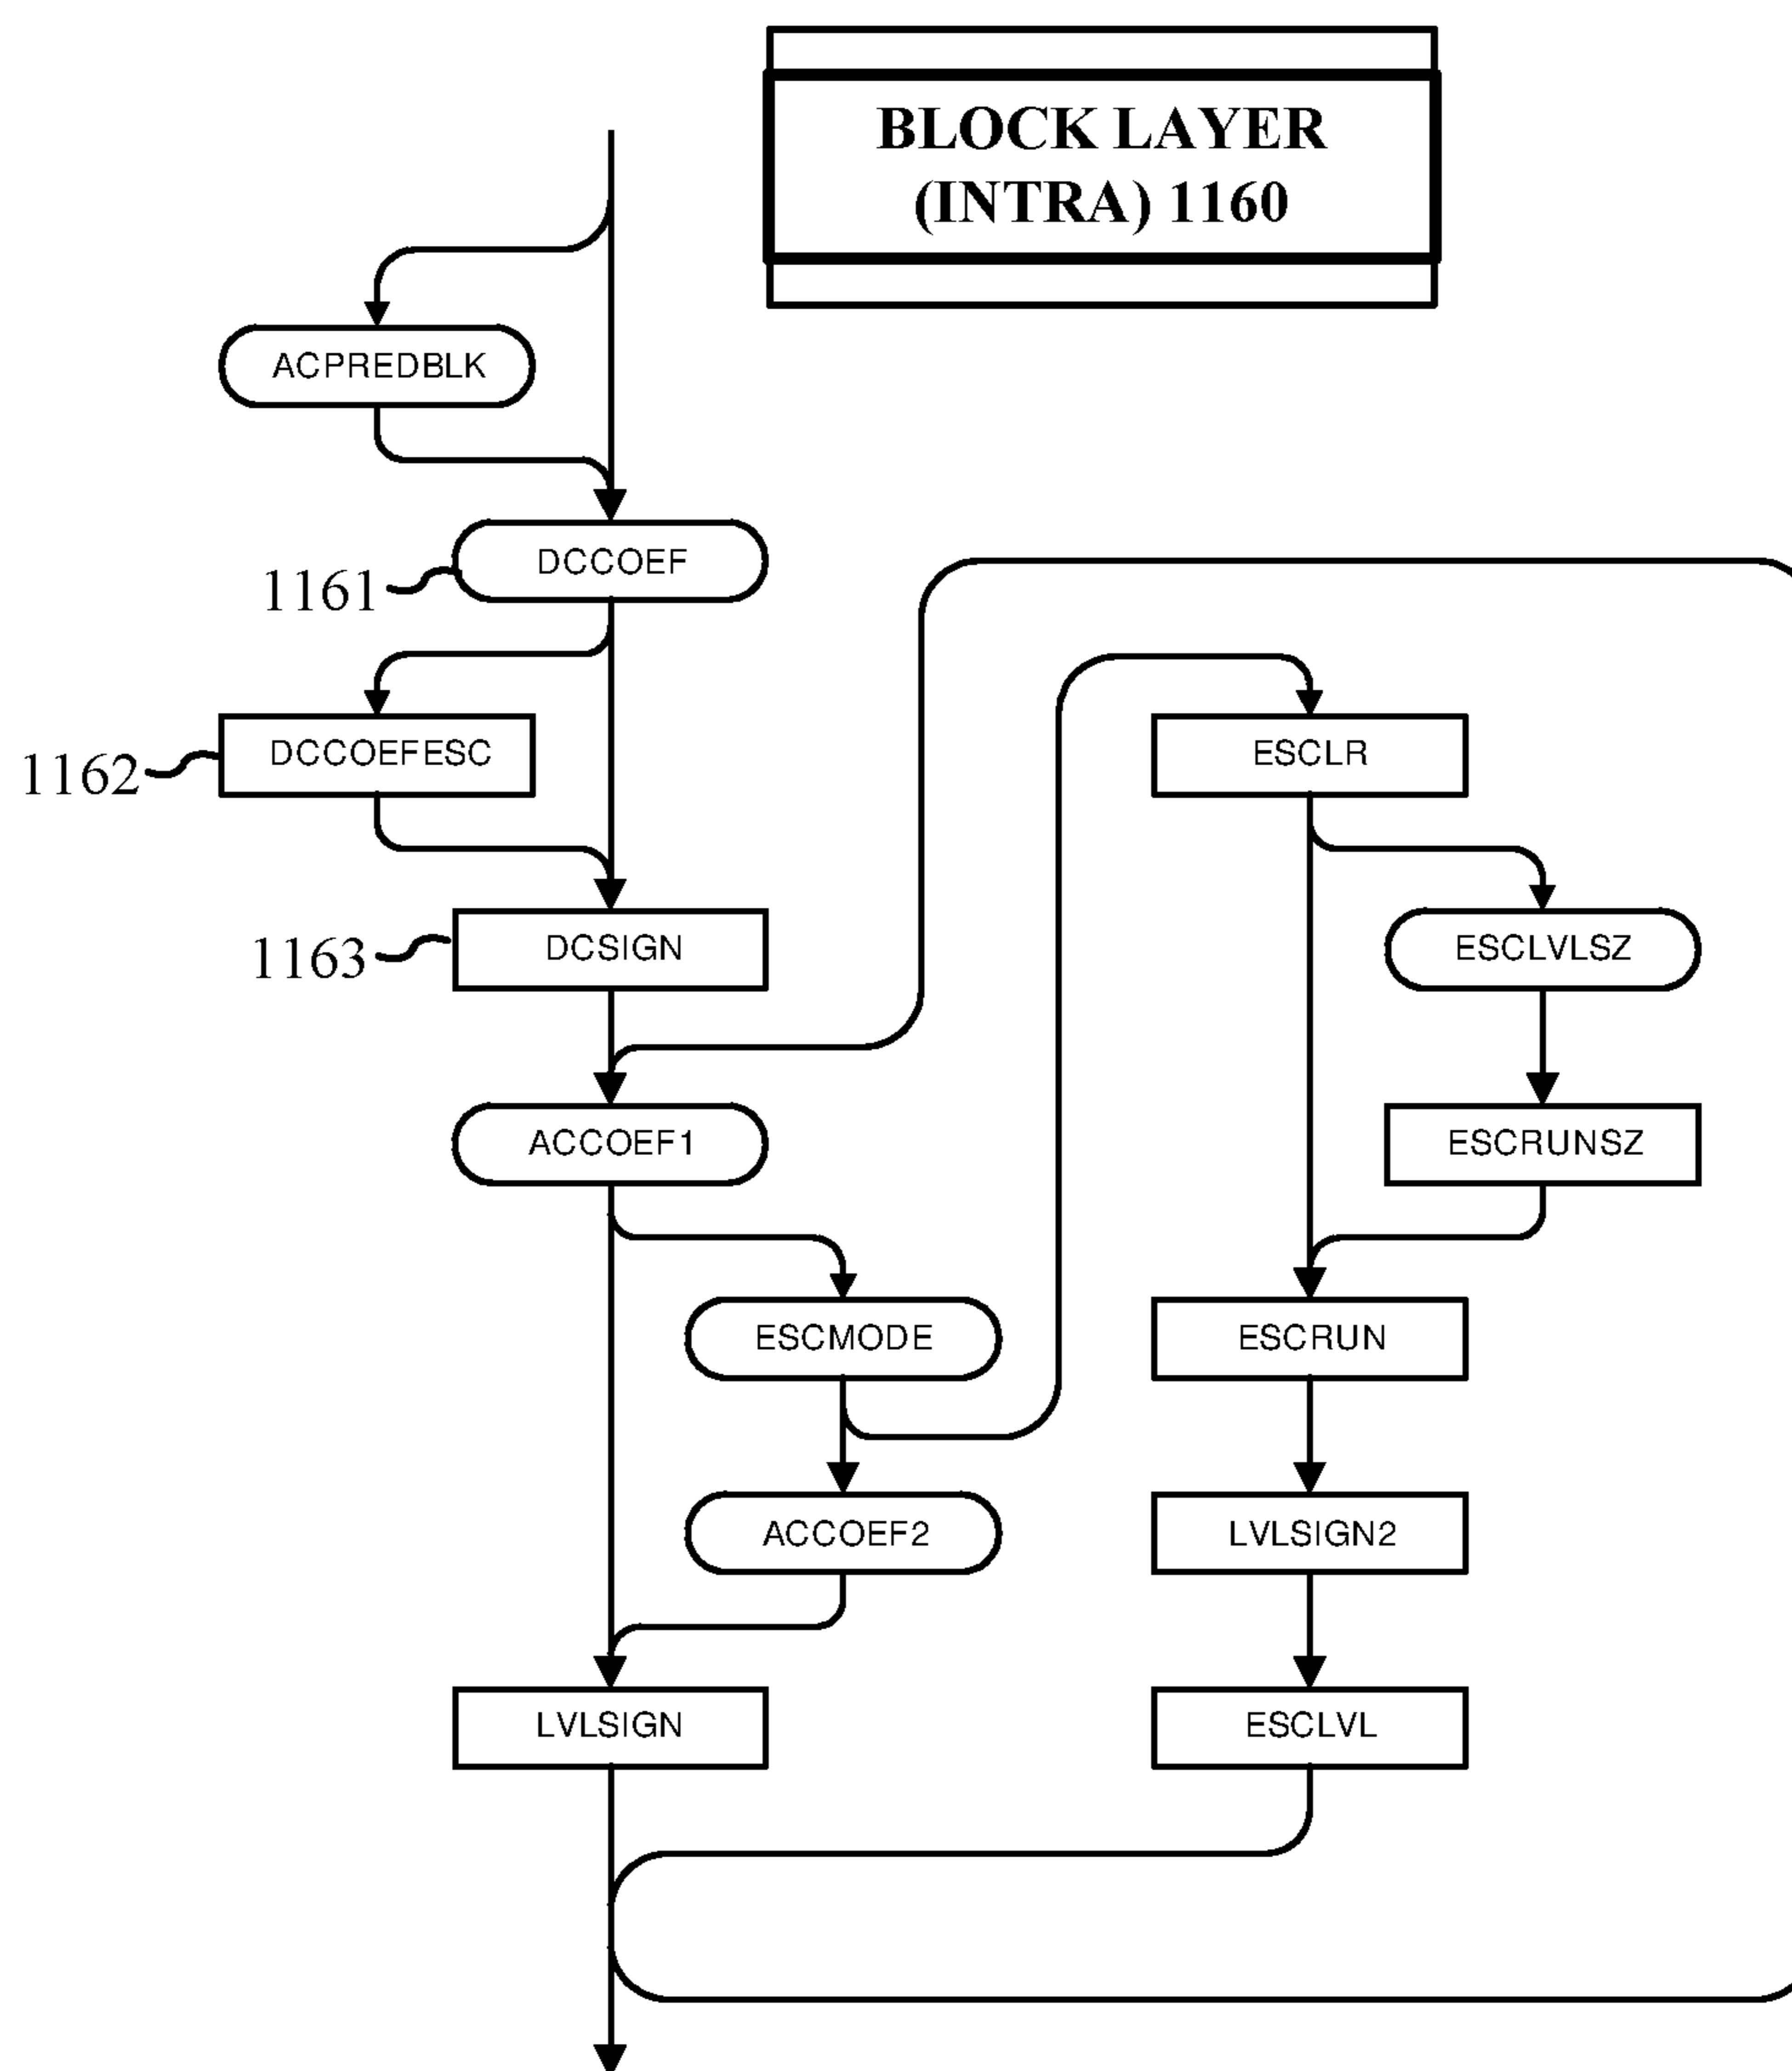 BLOCK LAYER
(INTRA) 1160
ACPREDBLK
DCCOEF
1161
DCCOEFESC
1162
DCSIGN
1163
ACCOEF1
ESCMODE
ACCOEF2
LVLSIGN
ESCLR
ESCLVLSZ
ESCRUNSZ
ESCRUN
LVLSIGN2
ESCLVL